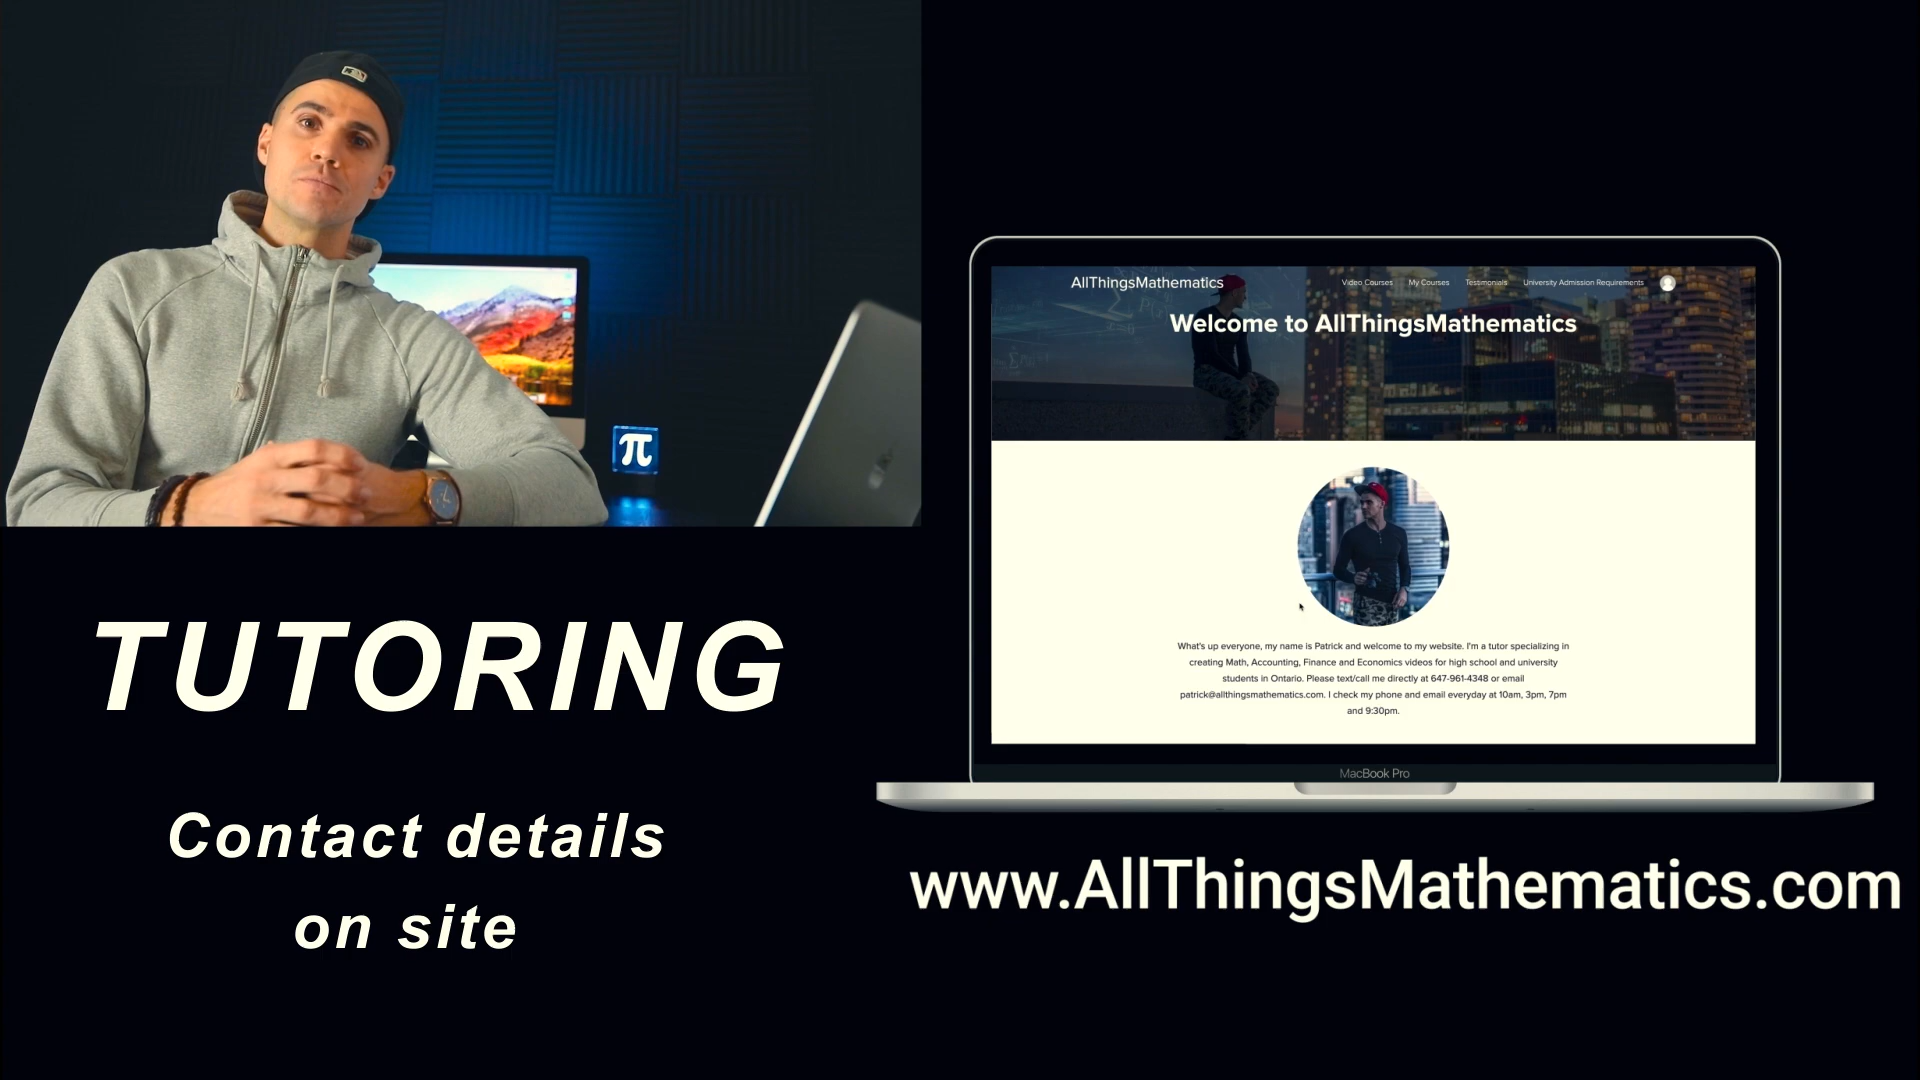 π
TUTORING
Contact details
on site
AllThingsMathematics
Video Courses
My Courses
Testimonials
University Admission Requirements
Welcome to AllThingsMathematics
What's up everyone, my name is Patrick and welcome to my website. I'm a tutor specializing in
creating Math, Accounting, Finance and Economics videos for high school and university
students in Ontario. Please text/call me directly at 647-961-4348 or email
patrick@allthingsmathematics.com. I check my phone and email everyday at 10am, 3pm, 7pm
and 9:30pm.
MacBook Pro
www.AllThingsMathematics.com